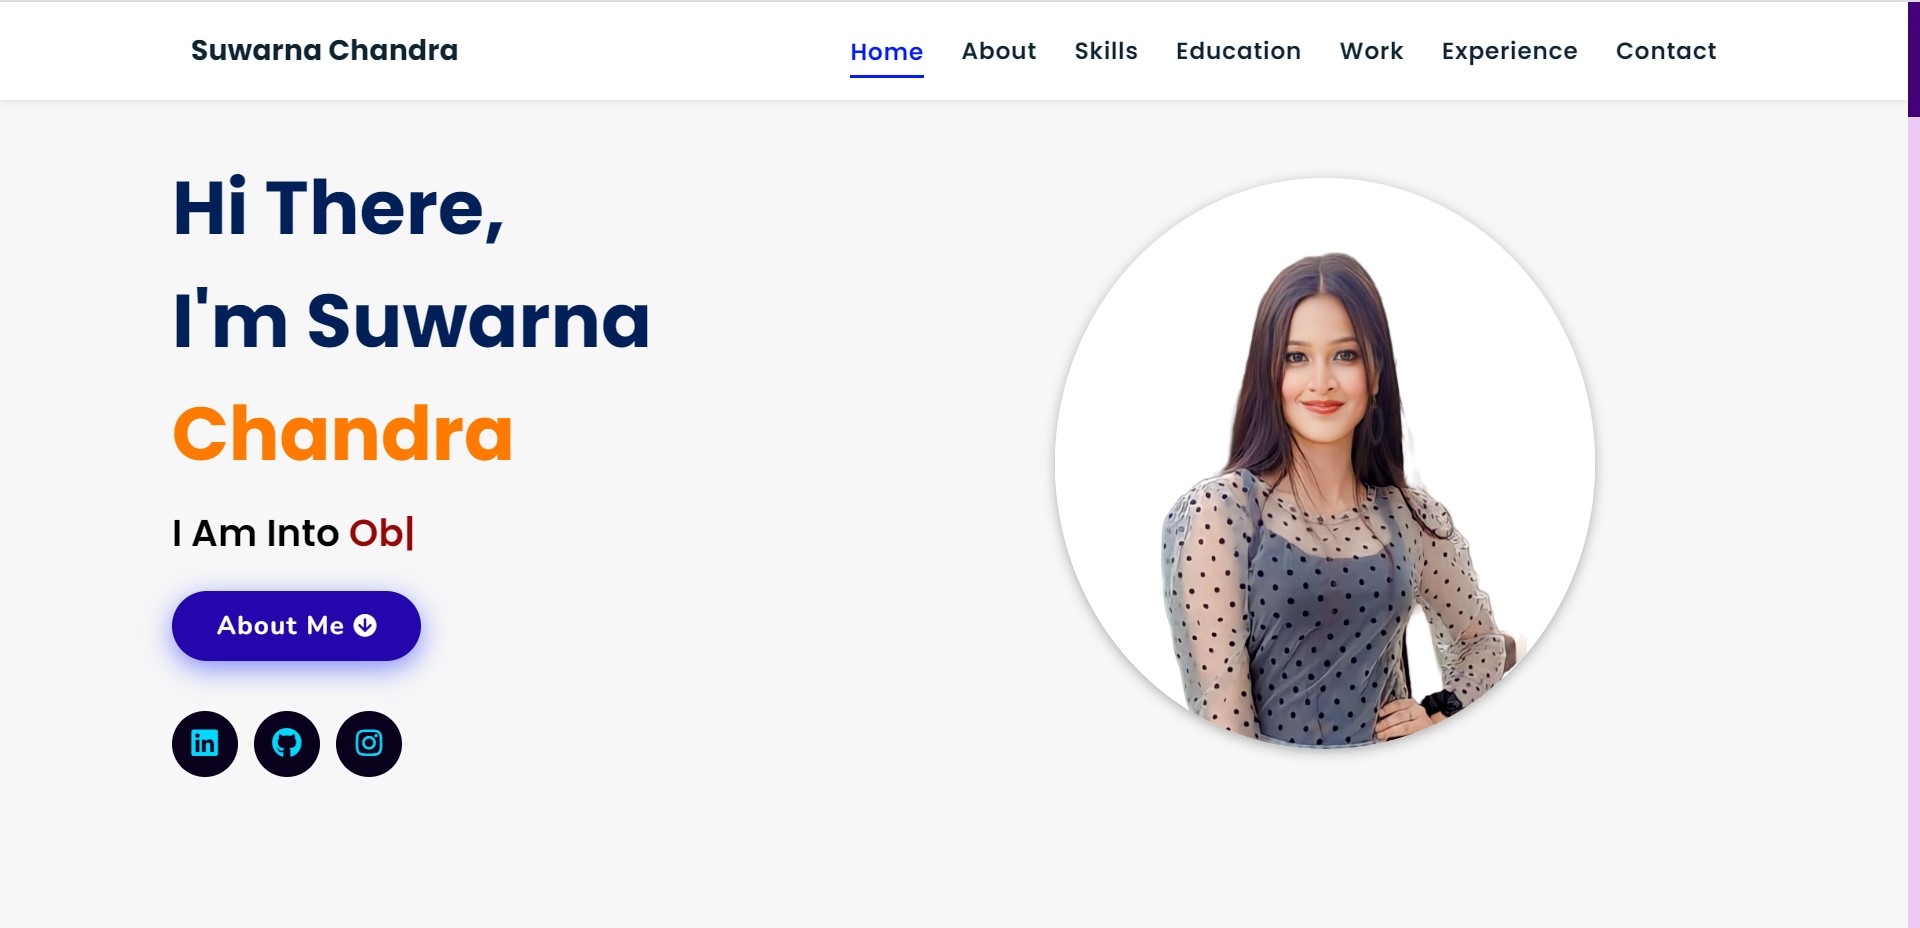 Suwarna Chandra
Home About Skills Education Work Experience Contact
Hi There,
I'm Suwarna
Chandra
I Am Into Ob|
About Me